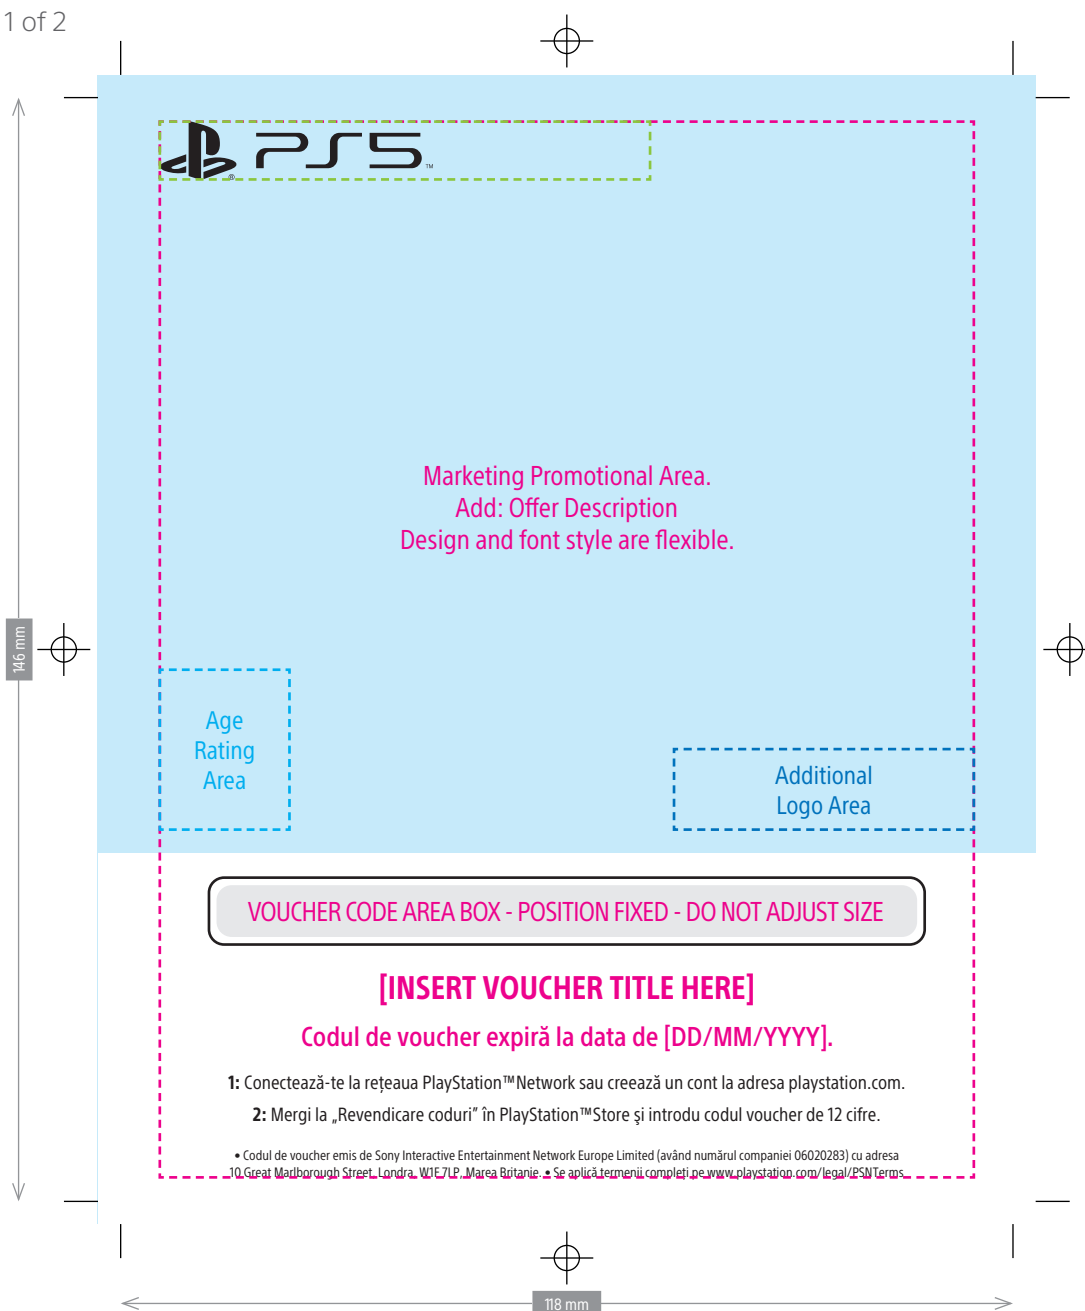 1 of 2
PS5™
®
Marketing Promotional Area.
Add: Offer Description
Design and font style are flexible.
146 mm
Age
Rating
Area
Additional
Logo Area
VOUCHER CODE AREA BOX - POSITION FIXED - DO NOT ADJUST SIZE
[INSERT VOUCHER TITLE HERE]
Codul de voucher expiră la data de [DD/MM/YYYY].
1: Conectează-te la rețeaua PlayStation™Network sau creează un cont la adresa playstation.com.
2: Mergi la „Revendicare coduri” în PlayStation™Store și introdu codul voucher de 12 cifre.
• Codul de voucher emis de Sony Interactive Entertainment Network Europe Limited (având numărul companiei 06020283) cu adresa
10 Great Marlborough Street, Londra, W1F 7LP, Marea Britanie. • Se aplică termenii completi pe www.playstation.com/legal/PSNTerms
118 mm